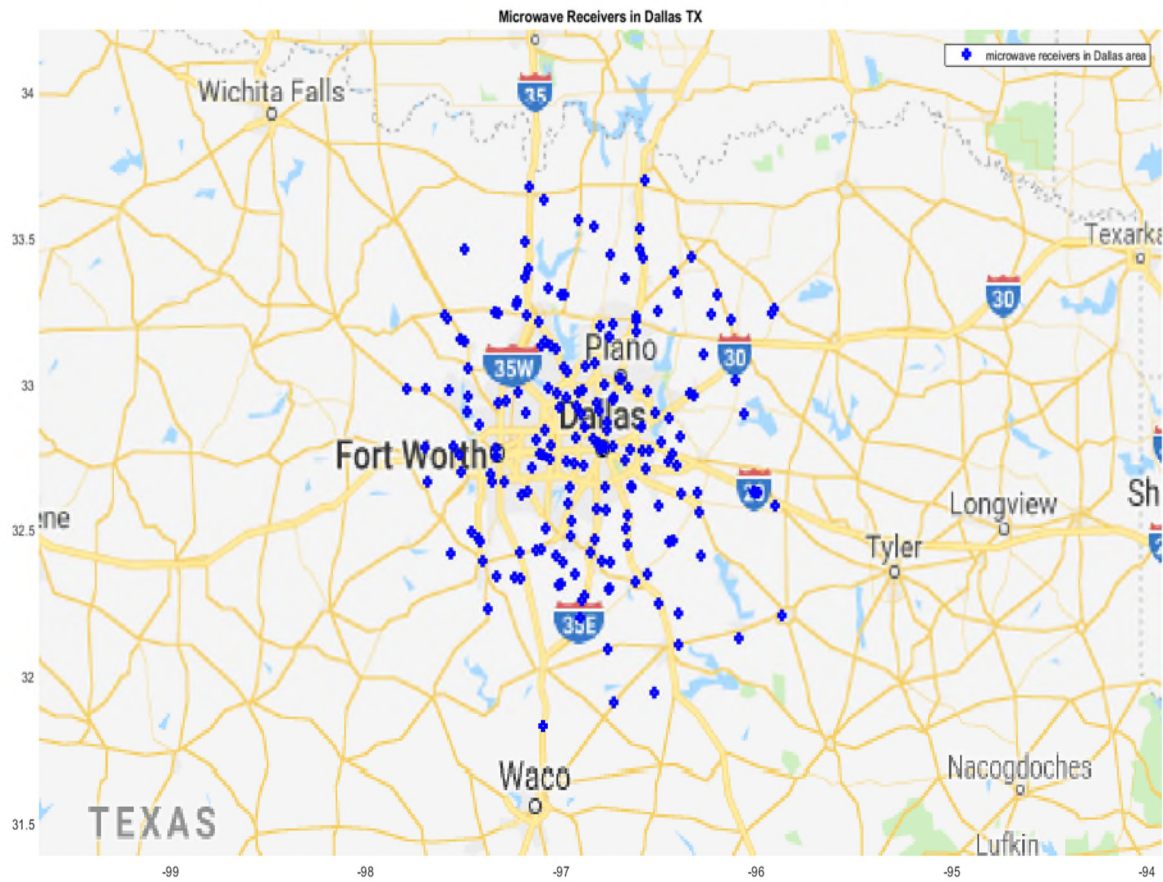 Microwave Receivers in Dallas TX
microwave receivers in Dallas area
34
33.5
33
32.5
32
31.5
Wichita Falls
35
Texarka
30
Plano
35W
30
Dallas
Fort Worth
Longview
Sh
ne
Tyler
35E
Waco
Nacogdoches
TEXAS
Lufkin
-99
-98
-97
-96
-95
-94